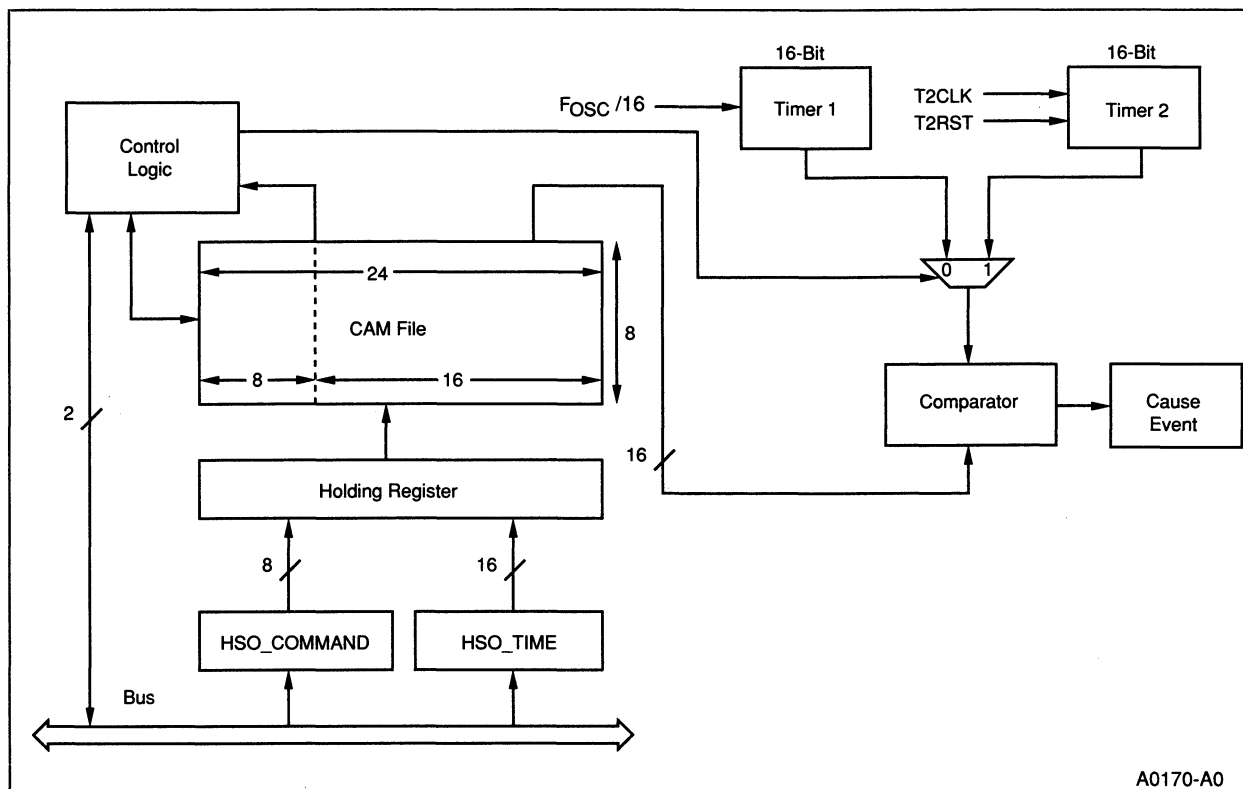 16-Bit
16-Bit
F_OSC /16
Timer 1
T2CLK
T2RST
Timer 2
Control
Logic
0 1
24
CAM File
8
8
16
2
Comparator
Cause
Event
16
Holding Register
8
16
HSO_COMMAND
HSO_TIME
Bus
A0170-A0